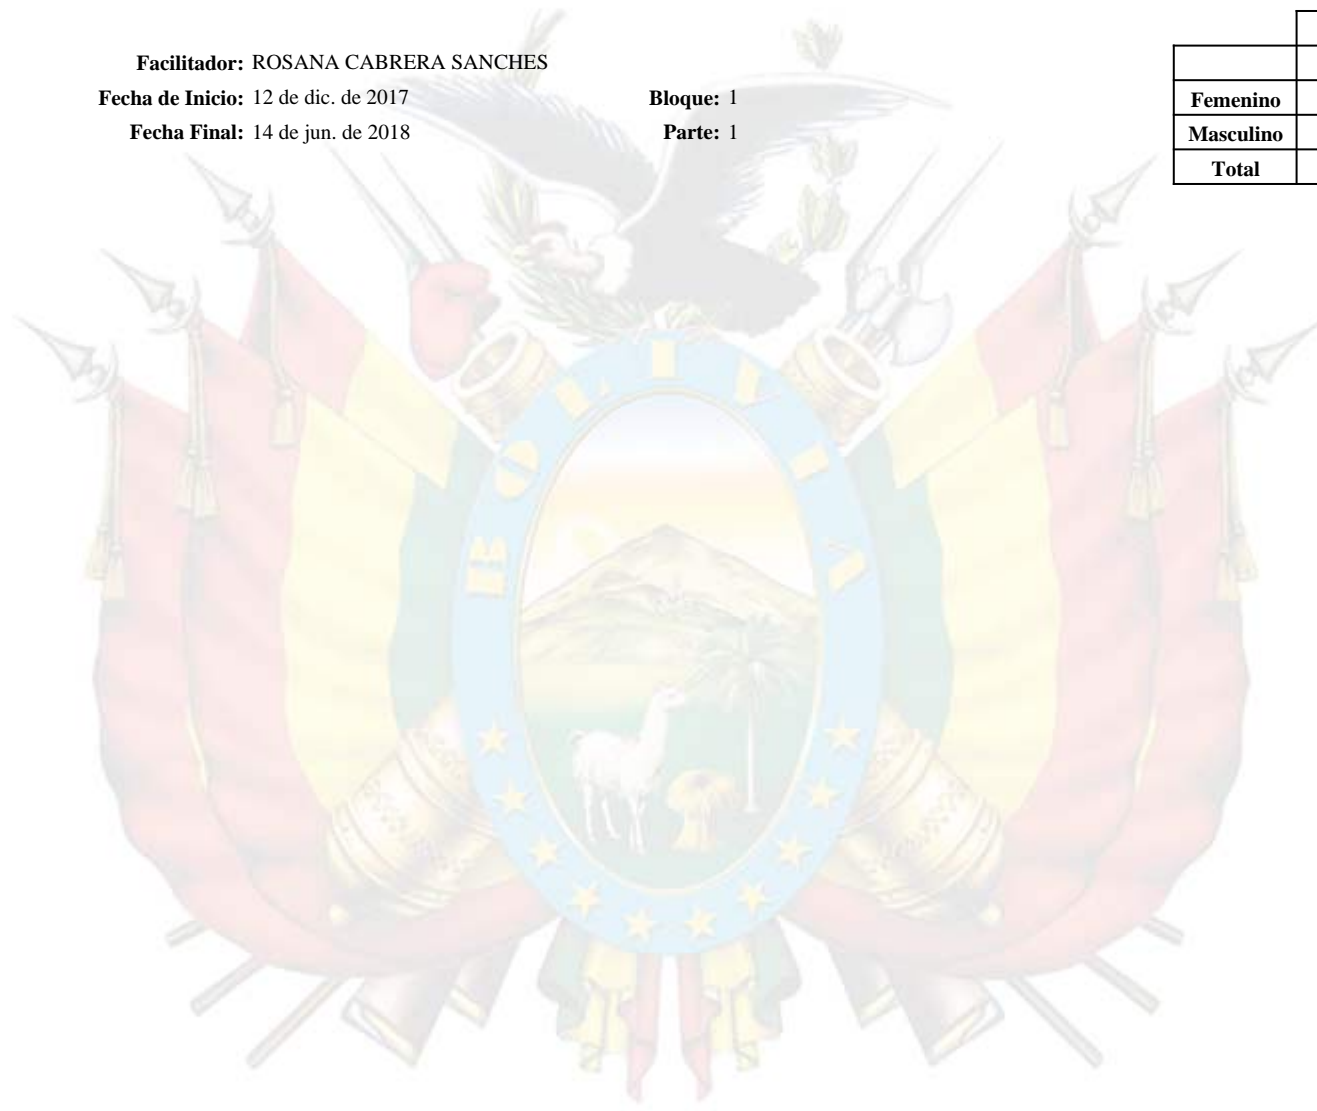 Facilitador: ROSANA CABRERA SANCHES
Fecha de Inicio: 12 de dic. de 2017 Bloque: 1
Fecha Final: 14 de jun. de 2018 Parte: 1
Femenino
Masculino
Total
BOLIVIA